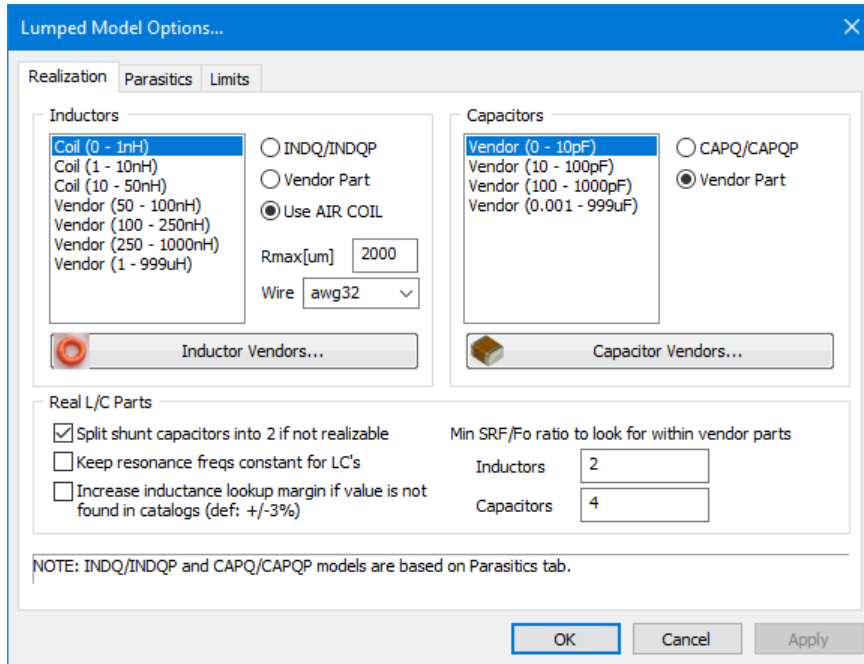 Lumped Model Options...
Realization
Parasitics
Limits
Inductors
Coil (0 - 1nH)
Coil (1 - 10nH)
Coil (10 - 50nH)
Vendor (50 - 100nH)
Vendor (100 - 250nH)
Vendor (250 - 1000nH)
Vendor (1 - 999uH)
INDQ/INDQP
Vendor Part
Use AIR COIL
Rmax[um] 2000
Wire awg32
Inductor Vendors...
Capacitors
Vendor (0 - 10pF)
Vendor (10 - 100pF)
Vendor (100 - 1000pF)
Vendor (0.001 - 999uF)
CAPQ/CAPQP
Vendor Part
Capacitor Vendors...
Real L/C Parts
Split shunt capacitors into 2 if not realizable
Keep resonance freqs constant for LC's
Increase inductance lookup margin if value is not
found in catalogs (def: +/-3%)
Min SRF/Fo ratio to look for within vendor parts
Inductors 2
Capacitors 4
NOTE: INDQ/INDQP and CAPQ/CAPQP models are based on Parasitics tab.
OK
Cancel
Apply